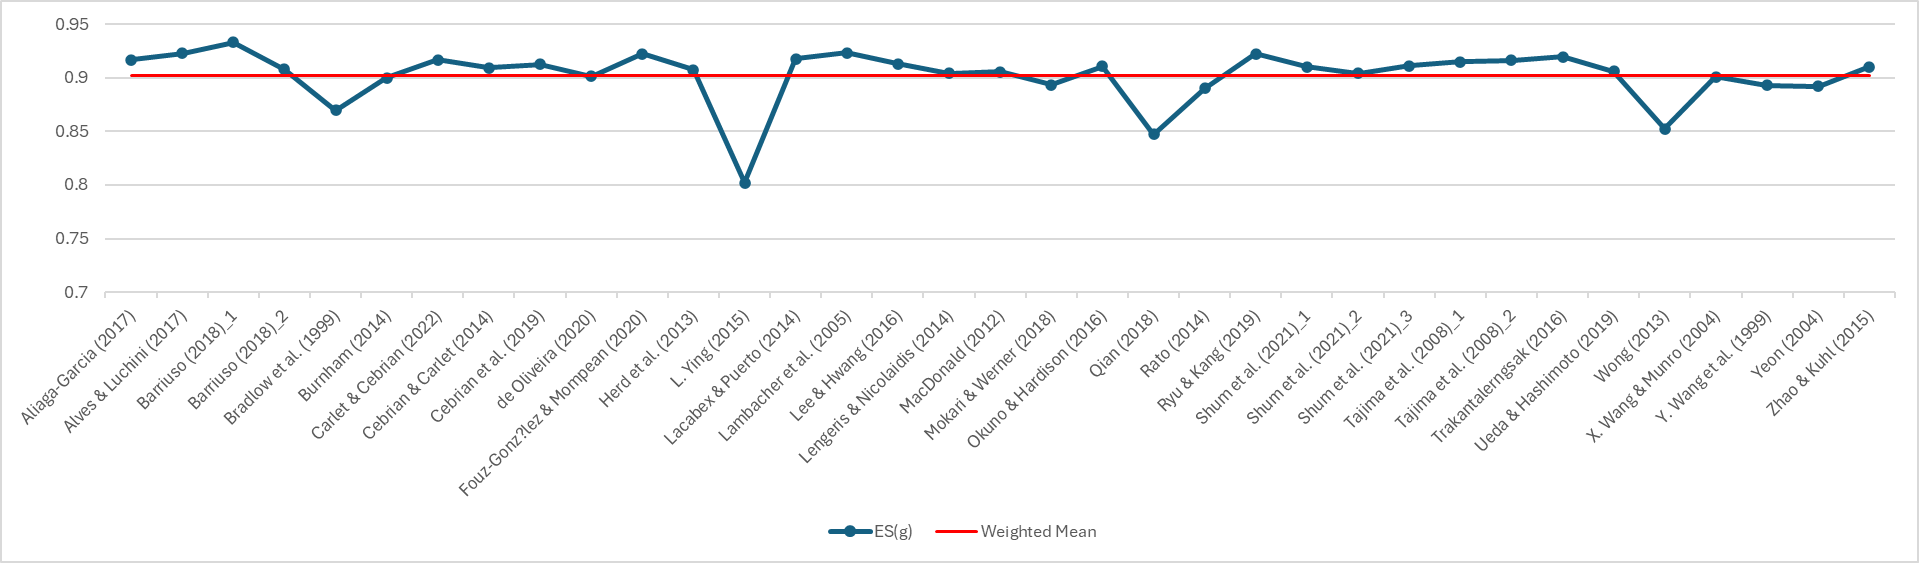 0.95
0.9
0.85
0.8
0.75
0.7
Aliaga-Garcia (2017)
Alves & Luchini (2017)
Barriuso (2018)_1
Barriuso (2018)_2
Bradlow et al. (1999)
Burnham (2014)
Carlet & Cebrian (2022)
Cebrian & Carlet (2014)
Cebrian et al. (2019)
de Oliveira (2020)
Fouz-Gonz?lez & Mompean (2020)
Herd et al. (2013)
L. Ying (2015)
Lacabex & Puerto (2014)
Lambacher et al. (2005)
Lee & Hwang (2016)
Lengeris & Nicolaidis (2014)
MacDonald (2012)
Mokari & Werner (2018)
Okuno & Hardison (2016)
Qian (2018)
Rato (2014)
Ryu & Kang (2019)
Shum et al. (2021)_1
Shum et al. (2021)_2
Shum et al. (2021)_3
Tajima et al. (2008)_1
Tajima et al. (2008)_2
Trakantalerngsak (2016)
Ueda & Hashimoto (2019)
Wong (2013)
X. Wang & Munro (2004)
Y. Wang et al. (1999)
Yeon (2004)
Zhao & Kuhl (2015)
ES(g)
Weighted Mean